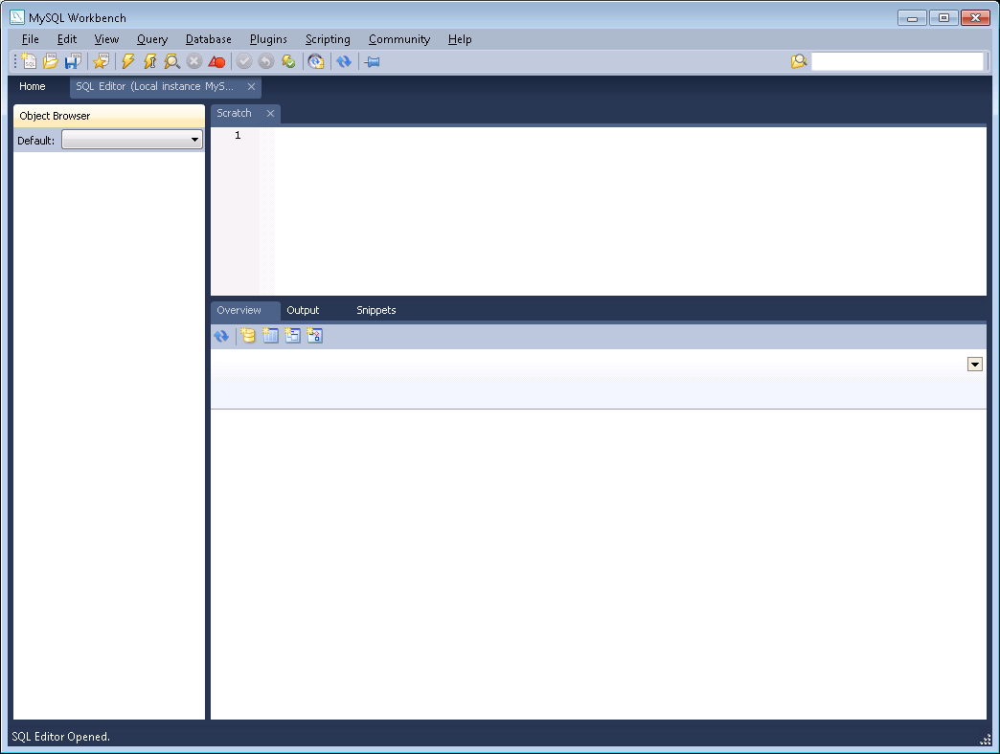 MySQL Workbench
File Edit View Query Database Plugins Scripting Community Help
Home SQL Editor (Local instance MyS...
Object Browser
Default:
Scratch
1
Overview Output Snippets
SQL Editor Opened.